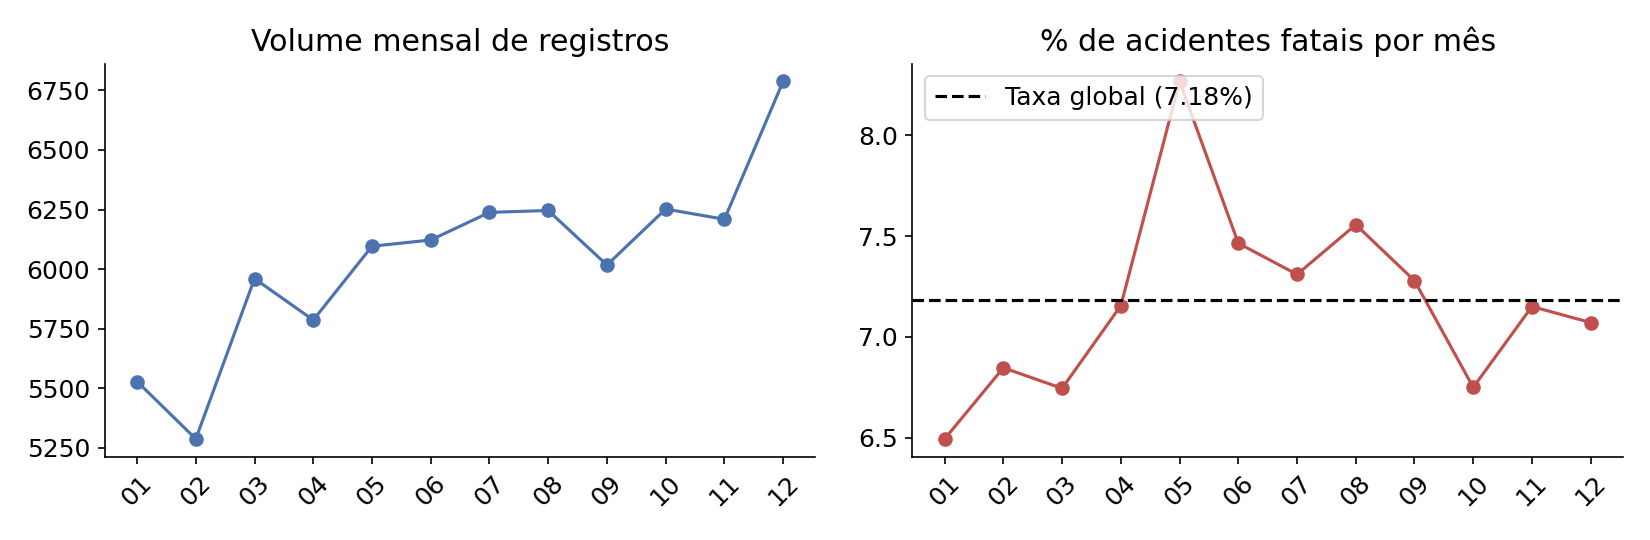 Volume mensal de registros
6750
6500
6250
6000
5750
5500
5250
01 02 03 04 05 06 07 08 09 10 11 12
% de acidentes fatais por mês
Taxa global (7.18%)
8.0
7.5
7.0
6.5
01 02 03 04 05 06 07 08 09 10 11 12